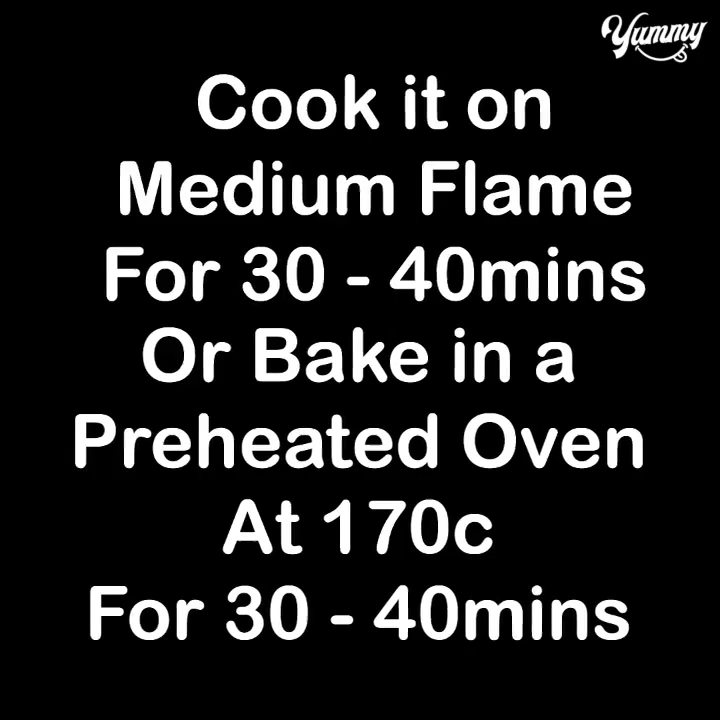 Yummy
Cook it on
Medium Flame
For 30 - 40mins
Or Bake in a
Preheated Oven
At 170c
For 30 - 40mins